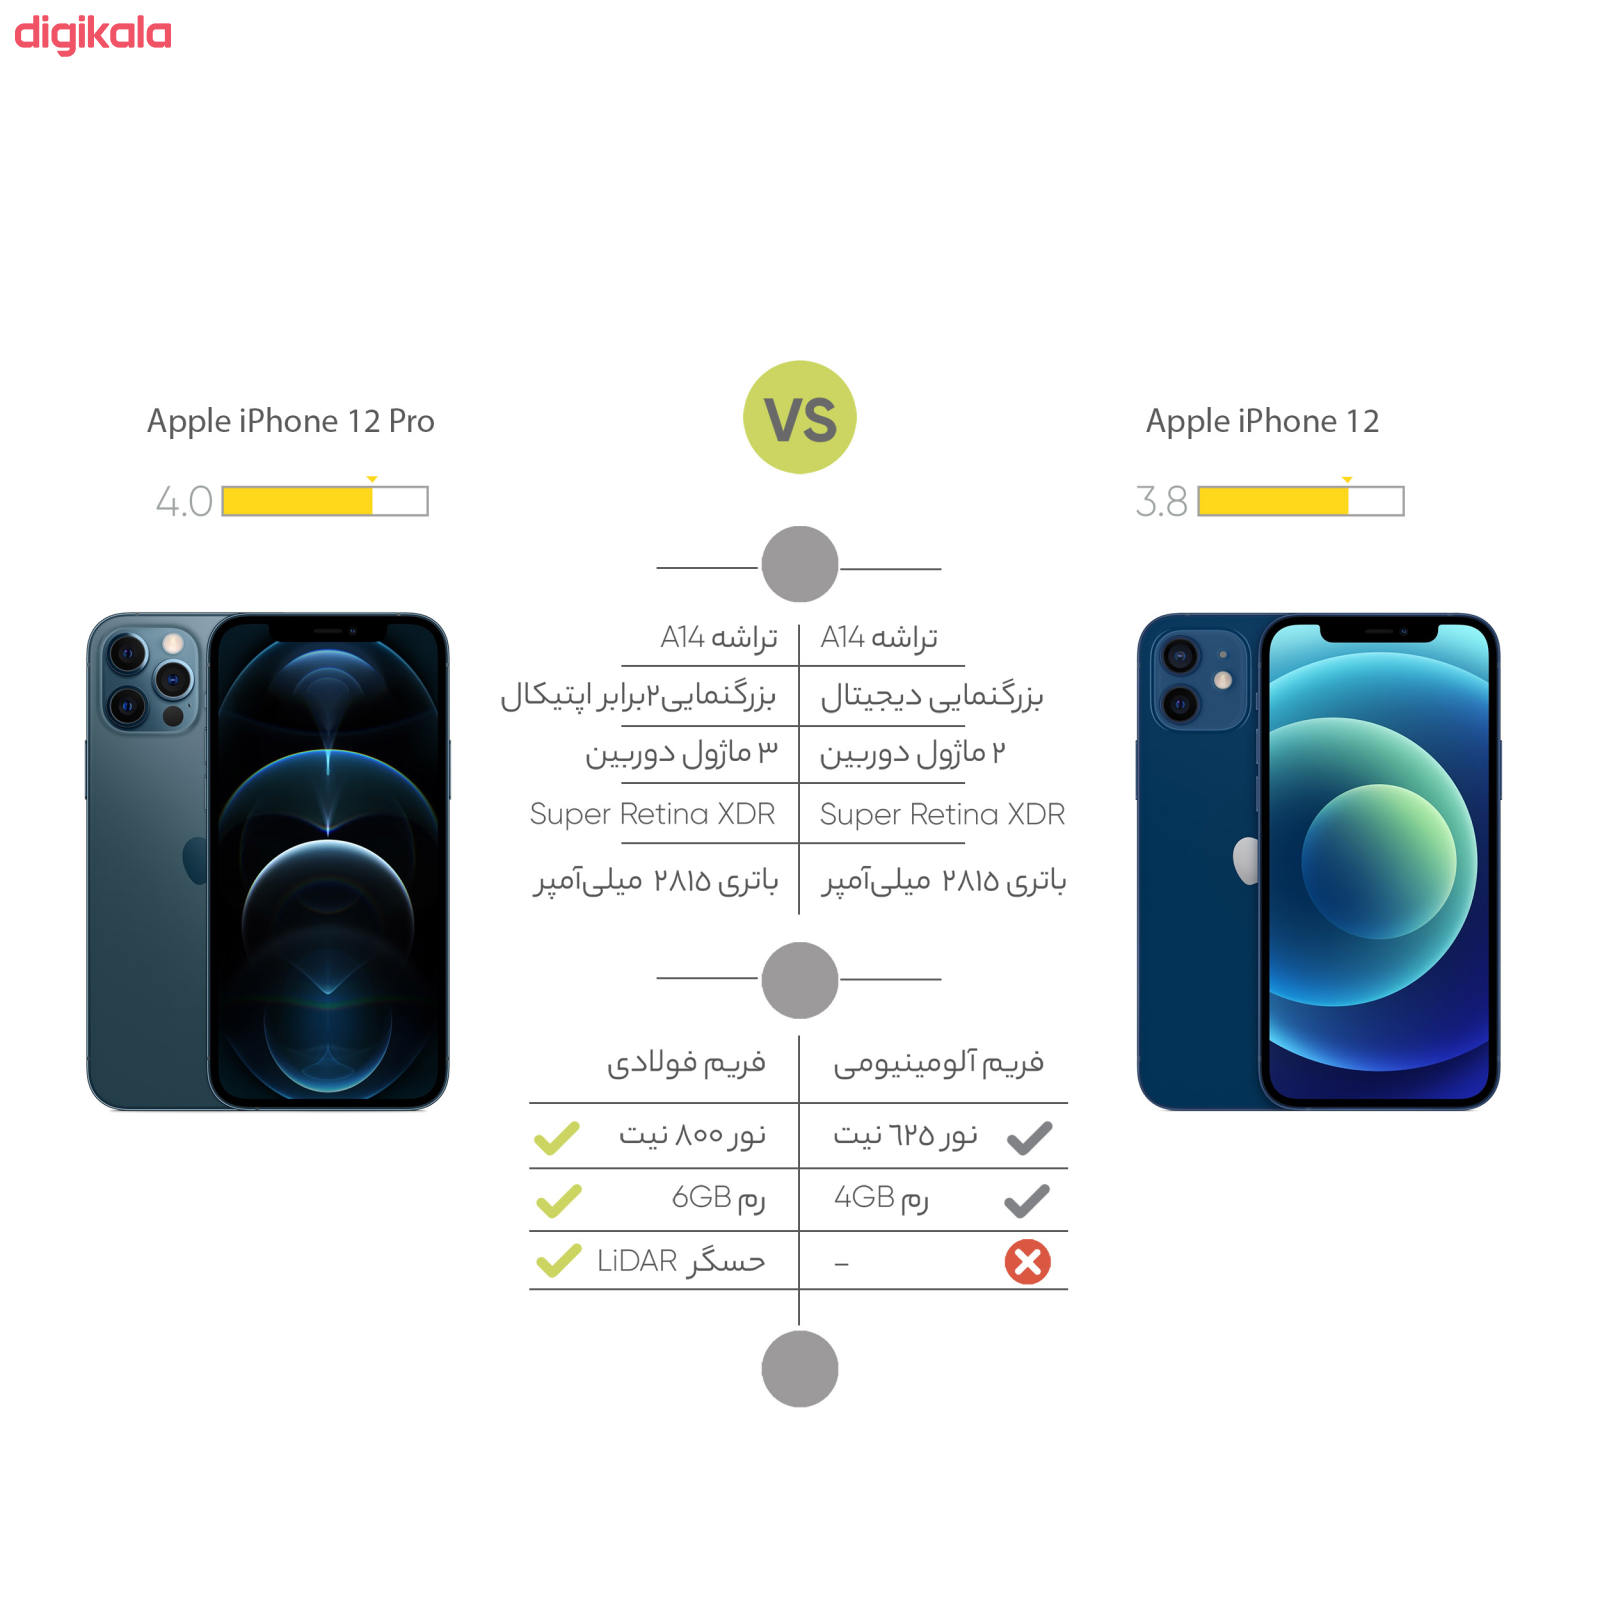 digikala
VS
Apple iPhone 12 Pro
Apple iPhone 12
4.0
3.8
تراشه A14
تراشه A14
بزرگنمایی دیجیتال
بزرگنمایی۲برابر اپتیکال
۲ ماژول دوربین
۳ ماژول دوربین
Super Retina XDR
Super Retina XDR
باتری ۲۸۱۵ میلی‌آمپر
باتری ۲۸۱۵ میلی‌آمپر
فریم آلومینیومی
فریم فولادی
نور ۶۲۵ نیت
نور ۸۰۰ نیت
رم 4GB
رم 6GB
–
حسگر LiDAR